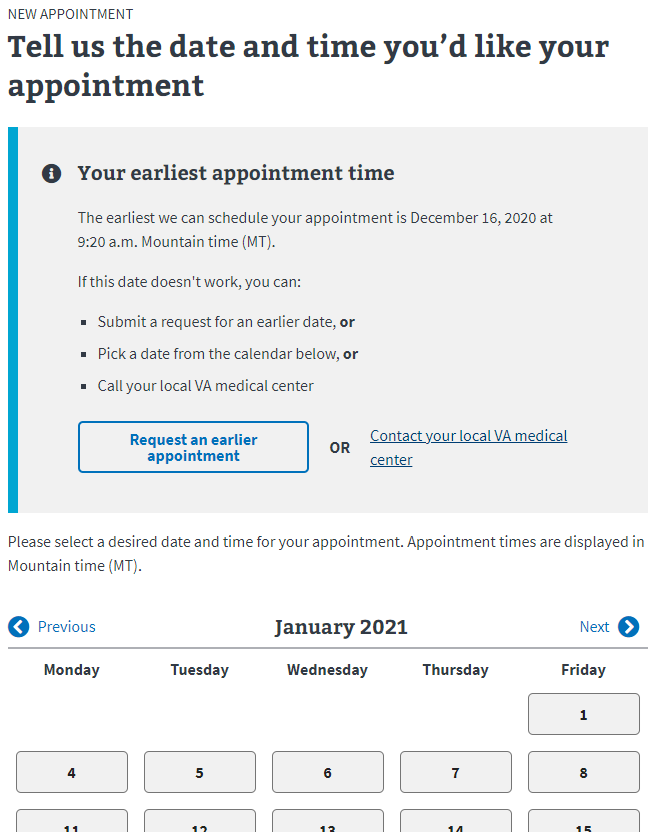 NEW APPOINTMENT
Tell us the date and time you’d like your
appointment
Your earliest appointment time
The earliest we can schedule your appointment is December 16, 2020 at
9:20 a.m. Mountain time (MT).
If this date doesn't work, you can:
Submit a request for an earlier date, or
Pick a date from the calendar below, or
Call your local VA medical center
Request an earlier
appointment
OR
Contact your local VA medical
center
Please select a desired date and time for your appointment. Appointment times are displayed in
Mountain time (MT).
Previous January 2021 Next
Monday Tuesday Wednesday Thursday Friday
1
4 5 6 7 8
11 12 13 14 15